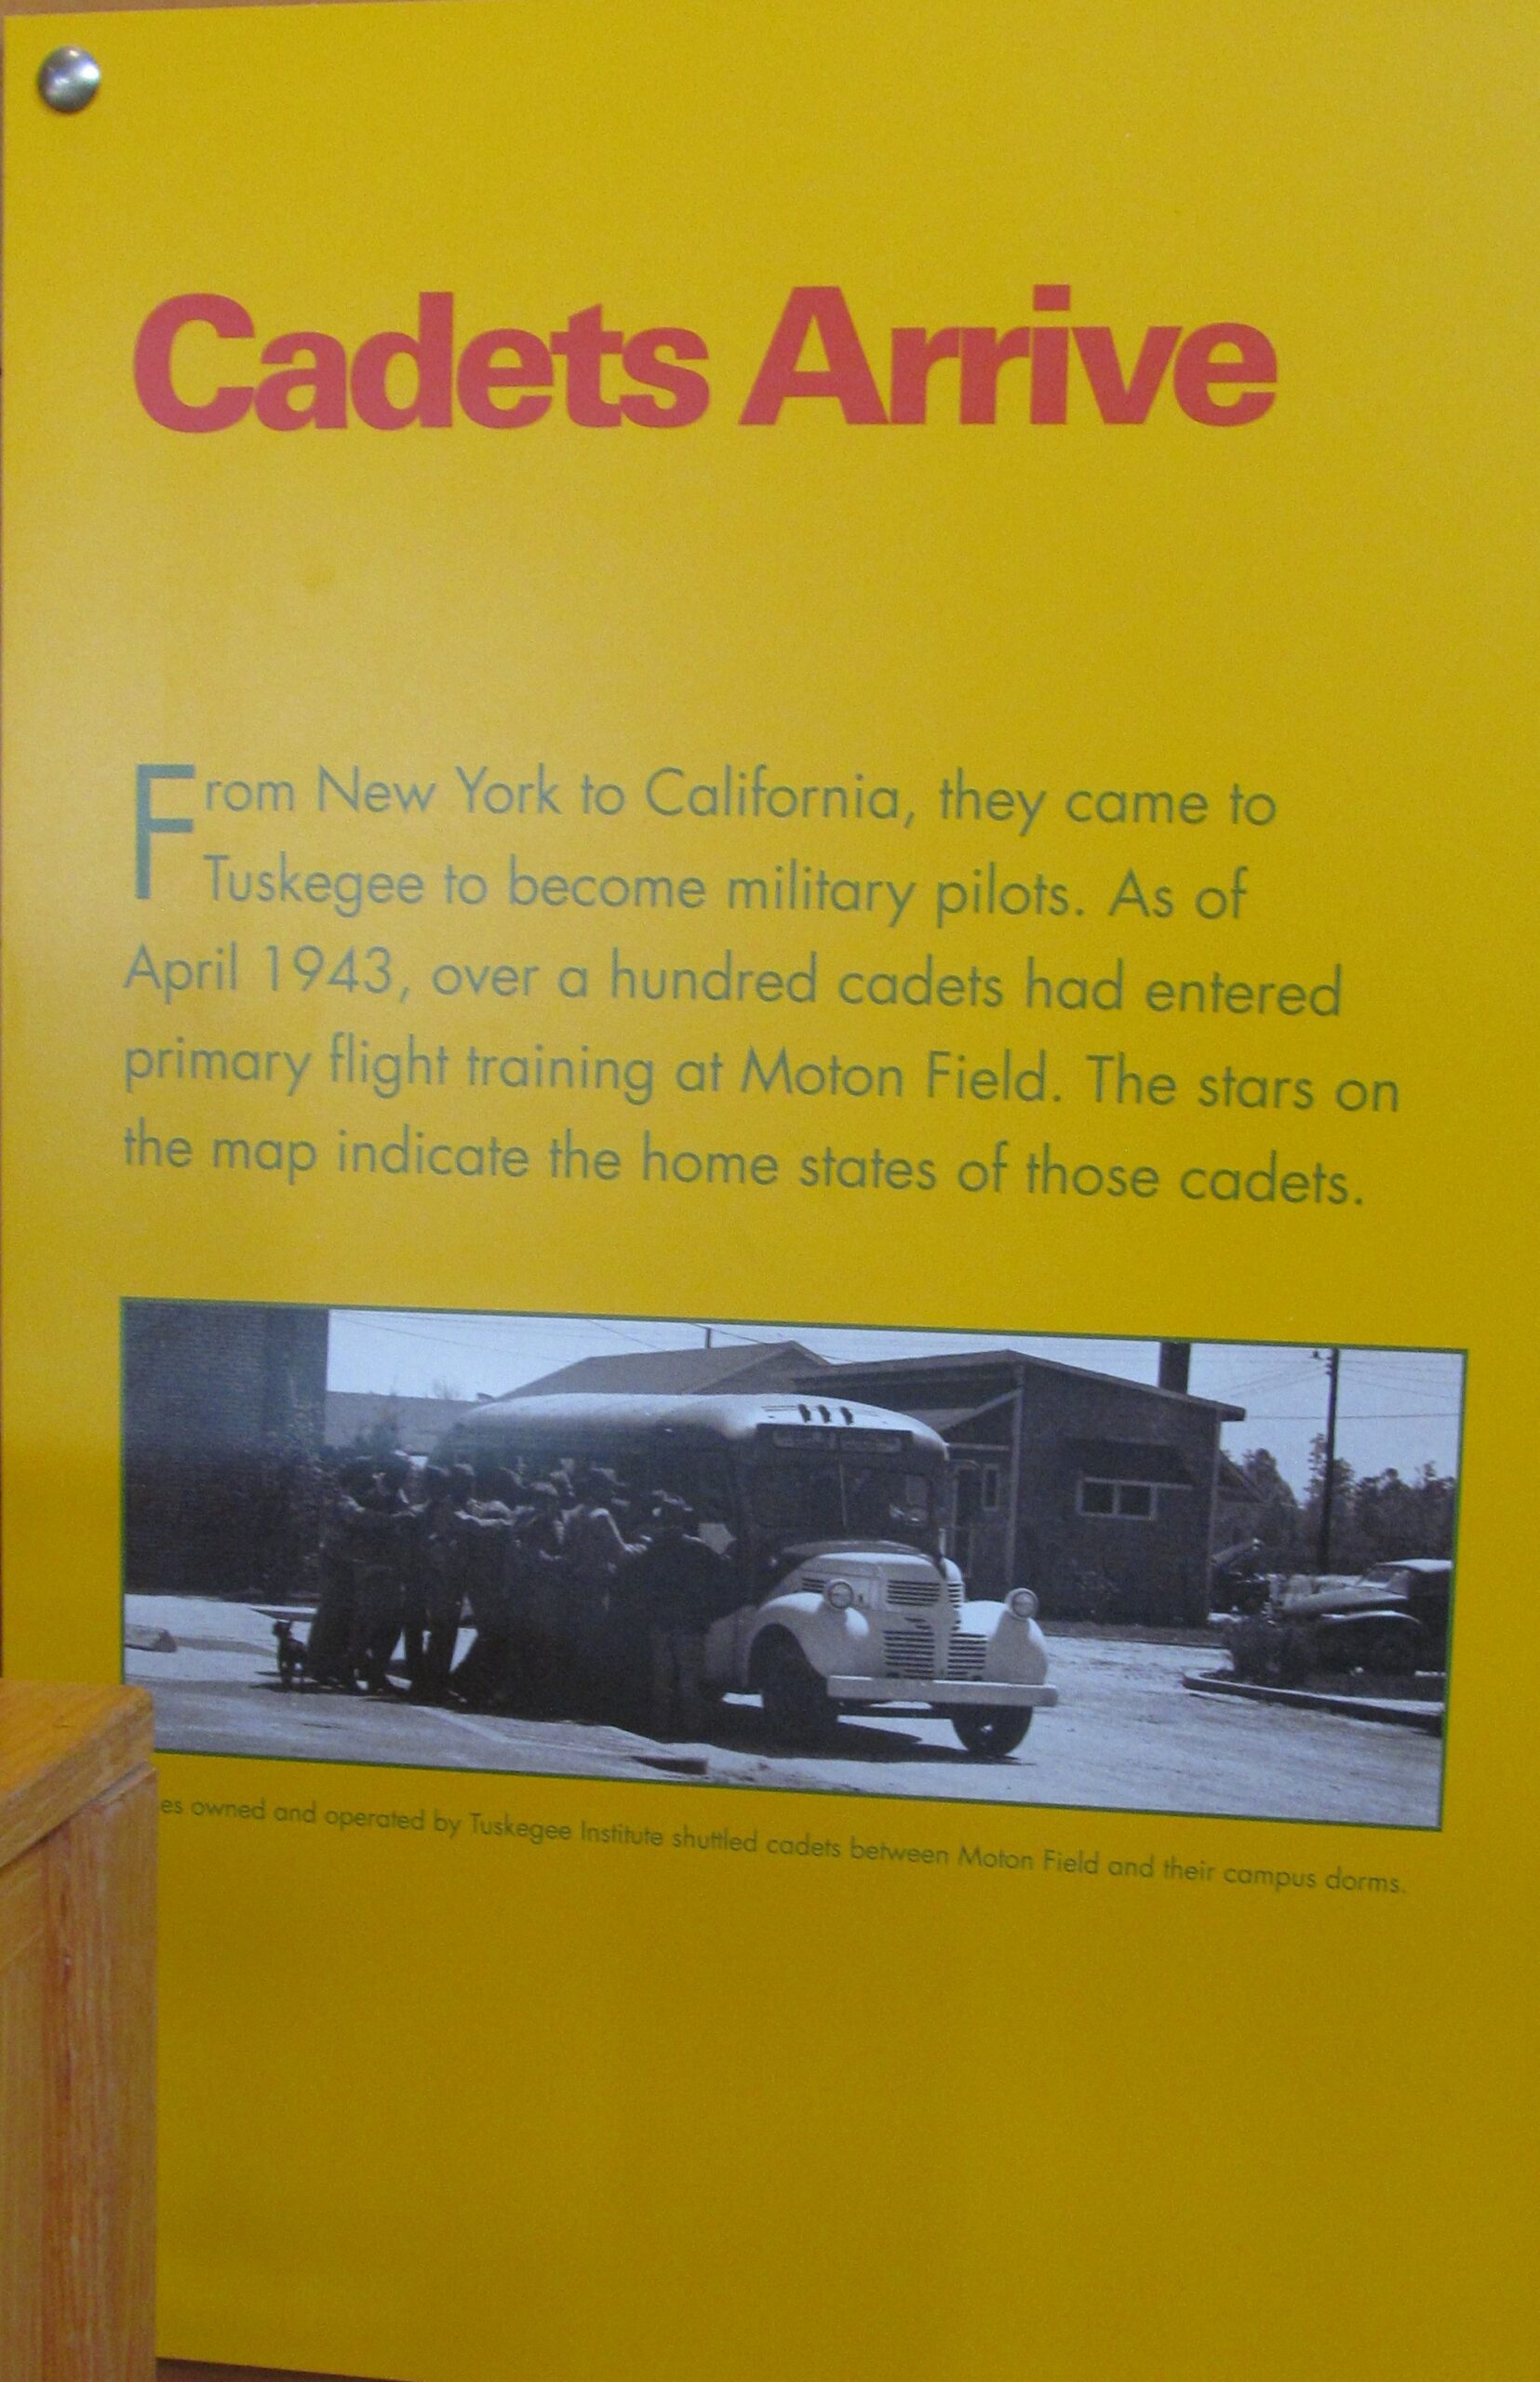 Cadets Arrive
From New York to California, they came to
Tuskegee to become military pilots. As of
April 1943, over a hundred cadets had entered
primary flight training at Moton Field. The stars on
the map indicate the home states of those cadets.
es owned and operated by Tuskegee Institute shuttled cadets between Moton Field and their campus dorms.